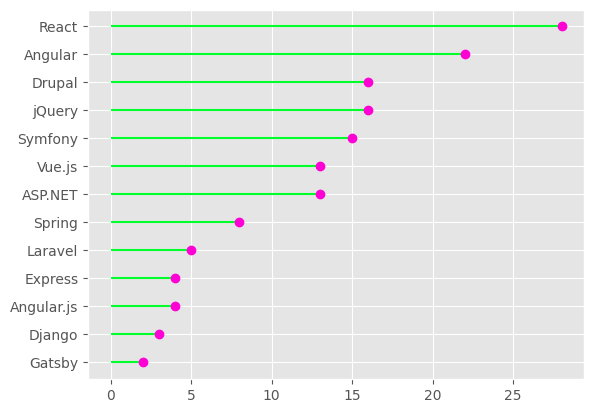 React
Angular
Drupal
jQuery
Symfony
Vue.js
ASP.NET
Spring
Laravel
Express
Angular.js
Django
Gatsby
0 5 10 15 20 25